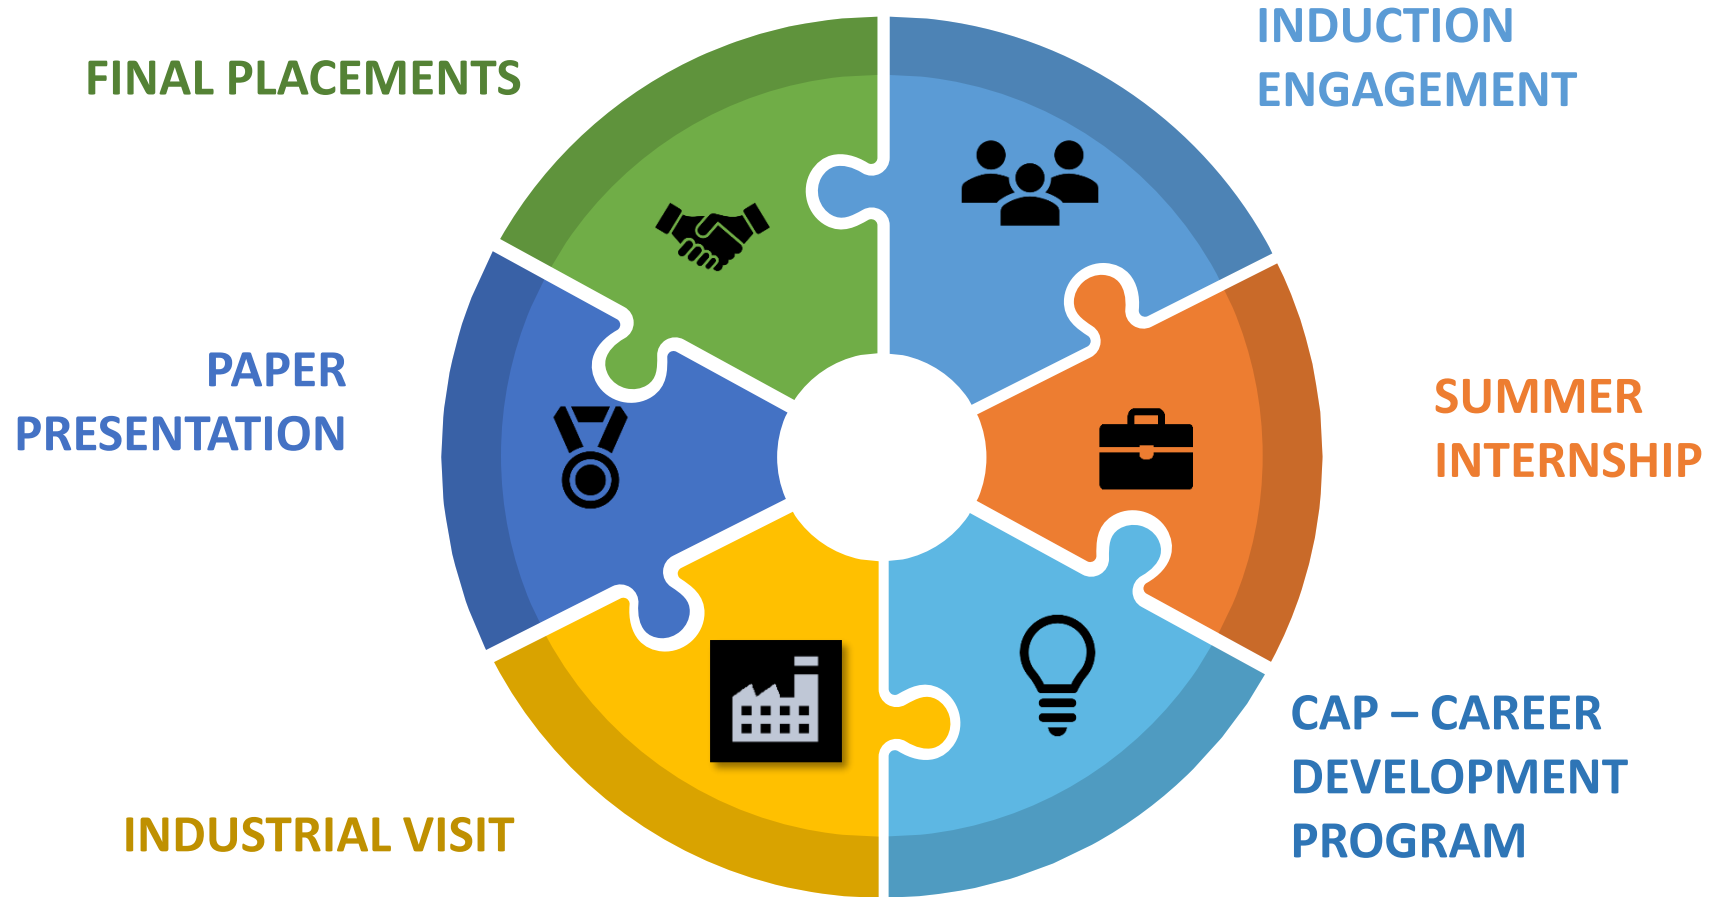 INDUCTION
ENGAGEMENT
FINAL PLACEMENTS
PAPER
PRESENTATION
SUMMER
INTERNSHIP
CAP – CAREER
DEVELOPMENT
PROGRAM
INDUSTRIAL VISIT